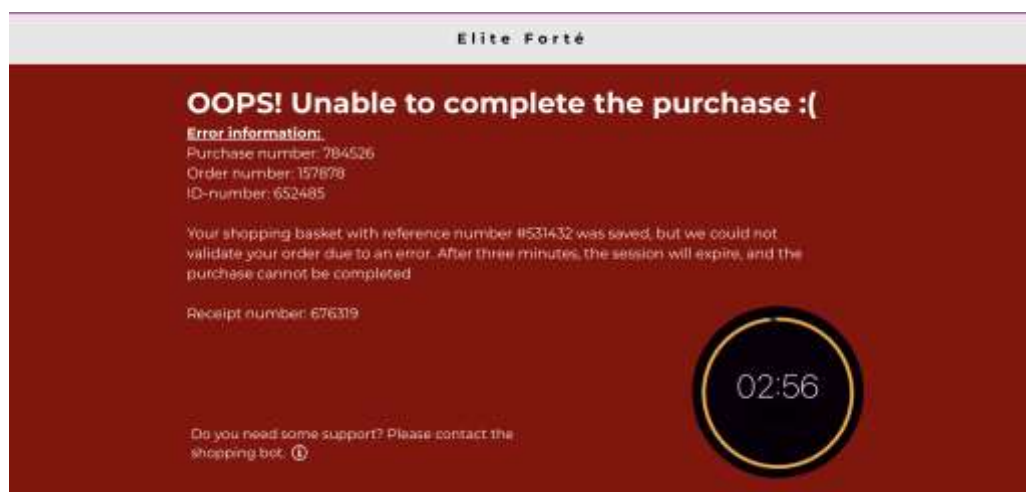 Elite Forté
OOPS! Unable to complete the purchase :(
Error information:
Purchase number: 784526
Order number: 157878
ID-number: 652485
Your shopping basket with reference number #531432 was saved, but we could not
validate your order due to an error. After three minutes, the session will expire, and the
purchase cannot be completed
Receipt number: 676319
02:56
Do you need some support? Please contact the
shopping bot.